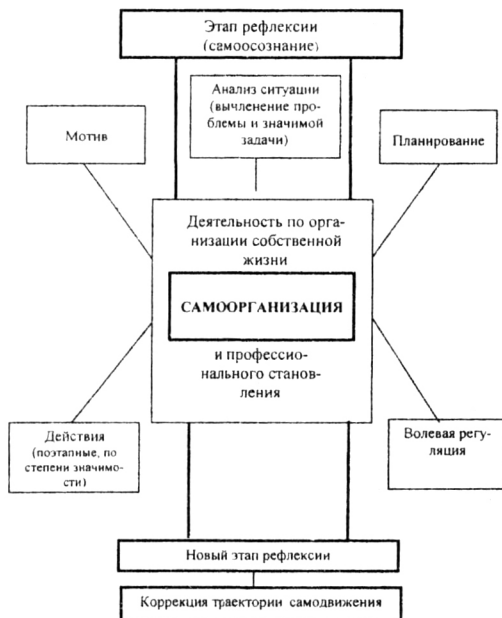 Этап рефлексии
(самоосознание)
Анализ ситуации
(вычленение про-
блемы и значимой
задачи)
Мотив
Планирование
Деятельность по орга-
низации собственной
жизни
САМООРГАНИЗАЦИЯ
и профессио-
нального станов-
ления
Действия
(поэтапные, по
степени значимо-
сти)
Волевая регу-
ляция
Новый этап рефлексии
Коррекция траектории самодвижения